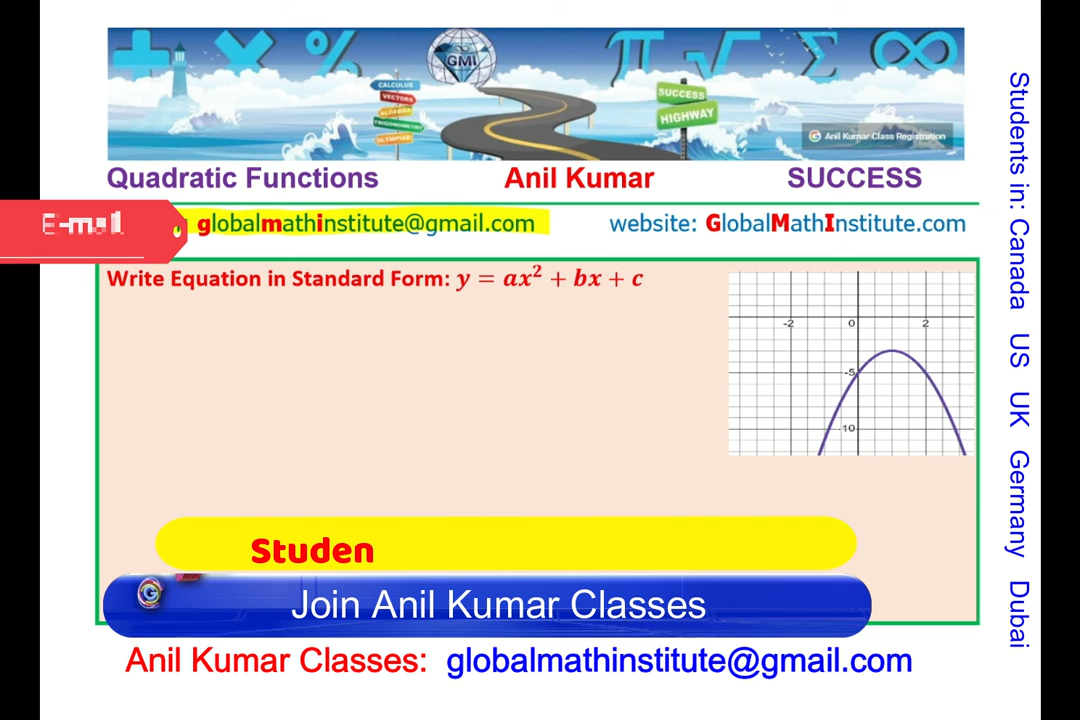 + × % π √ Σ ∞
GMI
CALCULUS
VECTORS
ALGEBRA
TRIGONOMETRY
OLYMPIAD
SUCCESS
HIGHWAY
G Anil Kumar Class Registration
Quadratic Functions Anil Kumar SUCCESS
E-mail globalmathinstitute@gmail.com website: GlobalMathInstitute.com
Write Equation in Standard Form: y = ax² + bx + c
-2 0 2
-5
-10
Studen
G Join Anil Kumar Classes
Anil Kumar Classes: globalmathinstitute@gmail.com
Students in: Canada US UK Germany Dubai